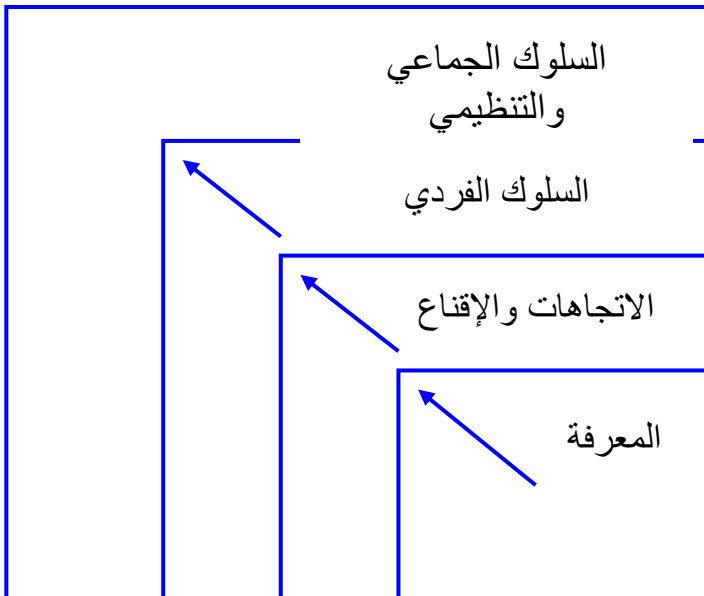 السلوك الجماعي
والتنظيمي
السلوك الفردي
الاتجاهات والإقناع
المعرفة